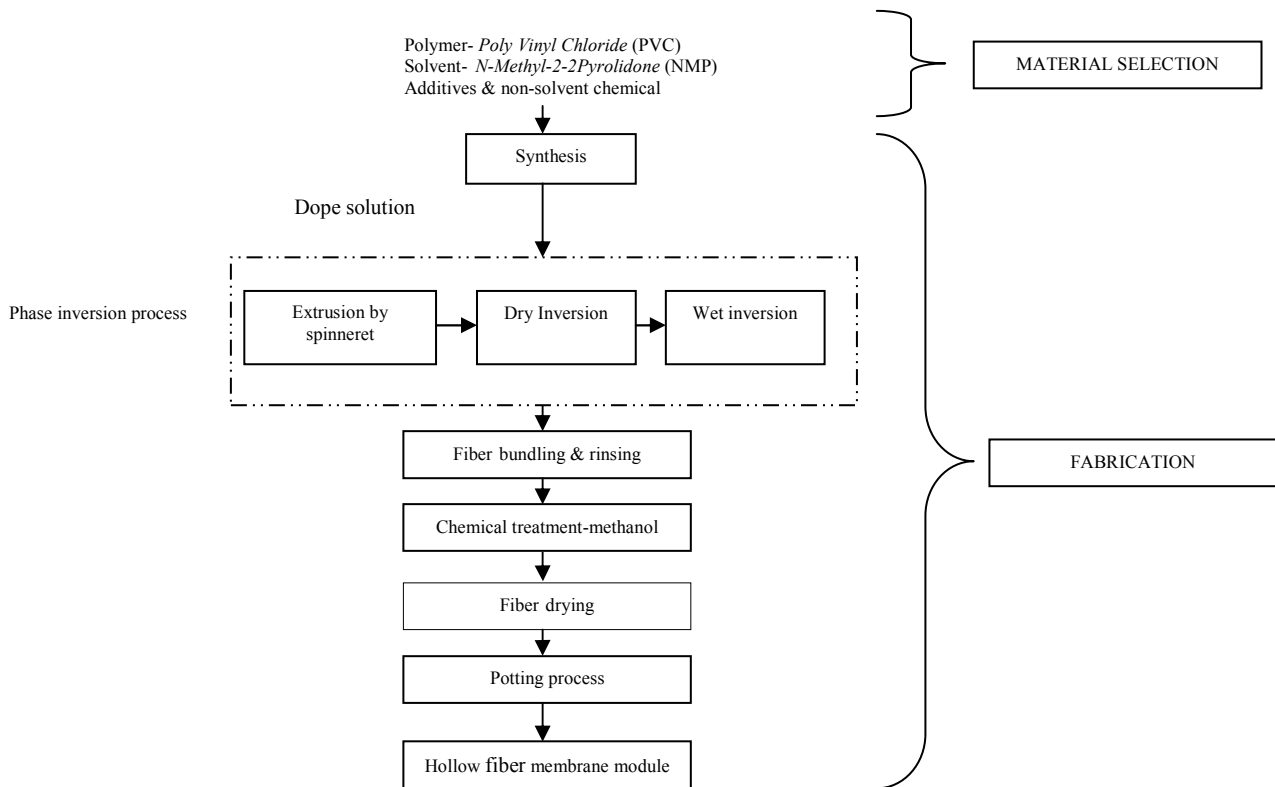 Polymer- Poly Vinyl Chloride (PVC)
Solvent- N-Methyl-2-2Pyrolidone (NMP)
Additives & non-solvent chemical
MATERIAL SELECTION
Synthesis
Dope solution
Phase inversion process
Extrusion by
spinneret
Dry Inversion
Wet inversion
Fiber bundling & rinsing
FABRICATION
Chemical treatment-methanol
Fiber drying
Potting process
Hollow fiber membrane module